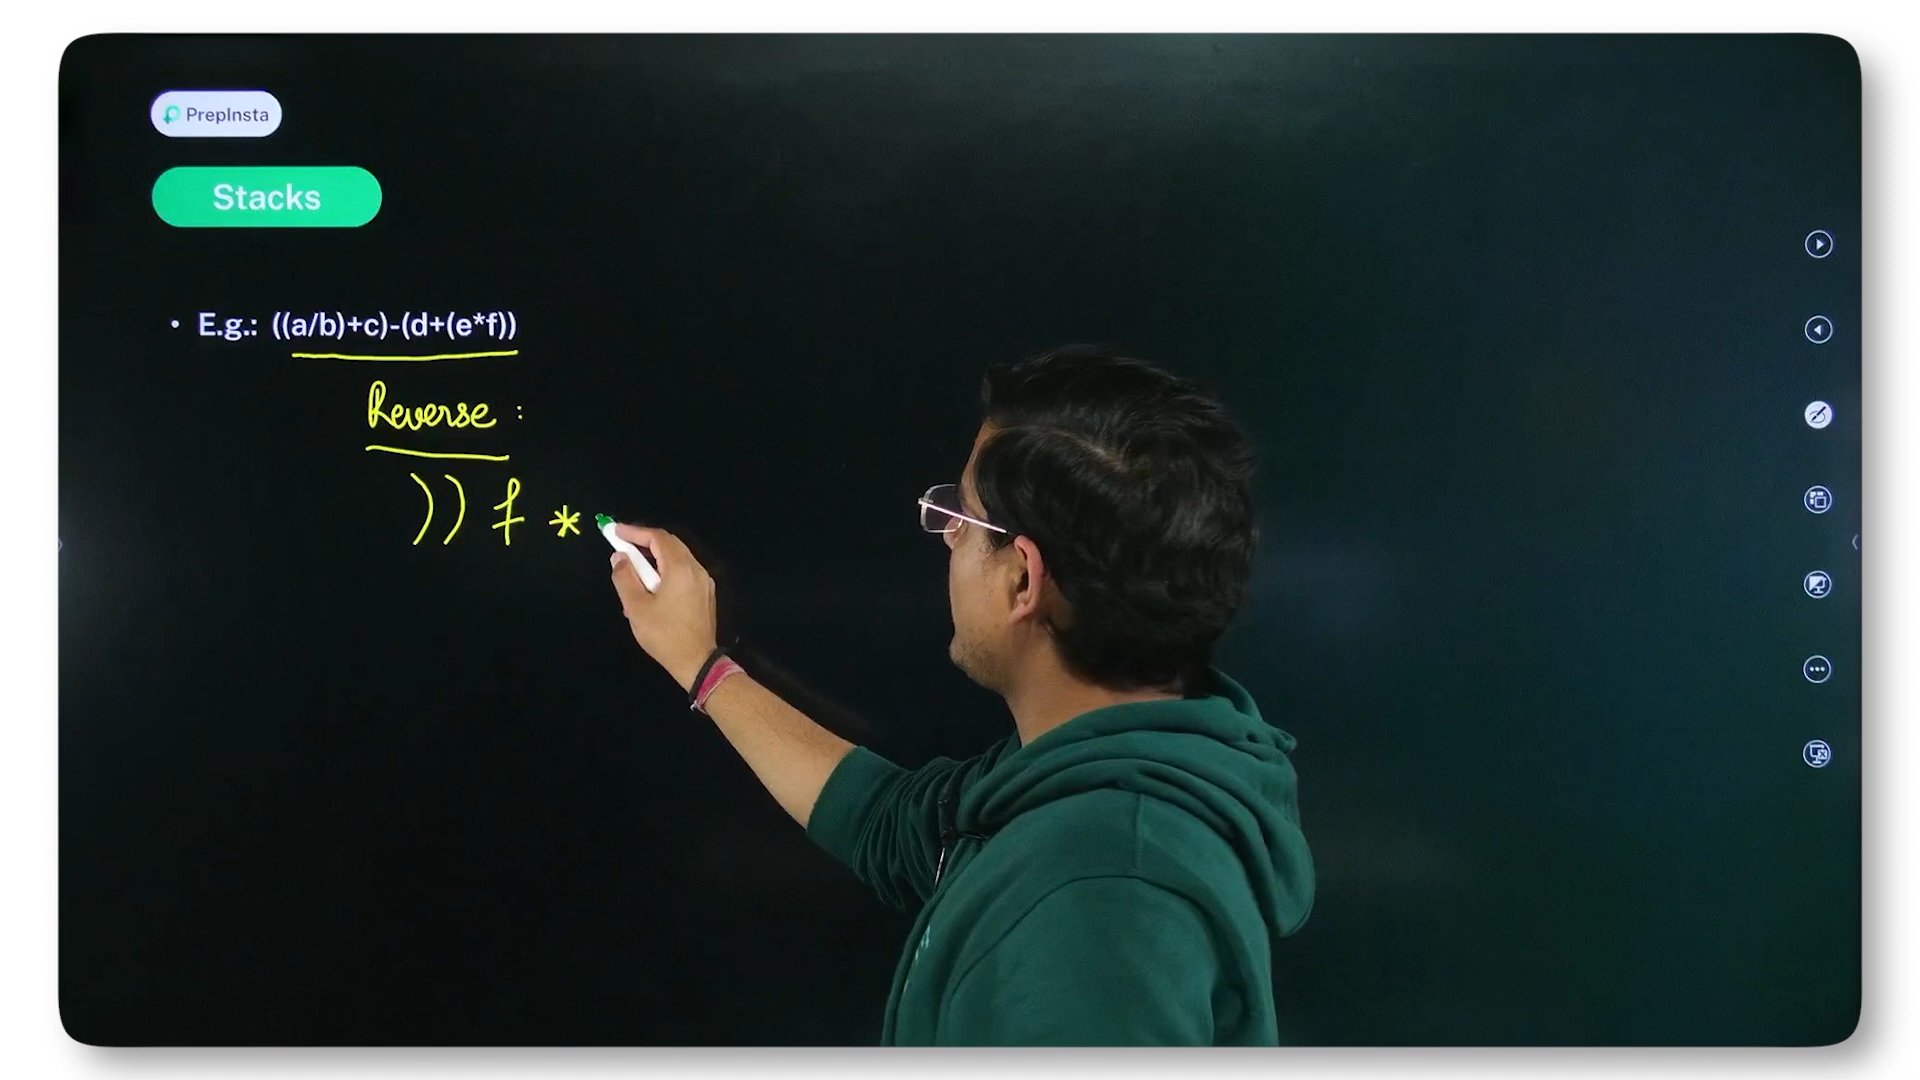 PrepInsta
Stacks
• E.g.: ((a/b)+c)-(d+(e*f))
Reverse :
))f*